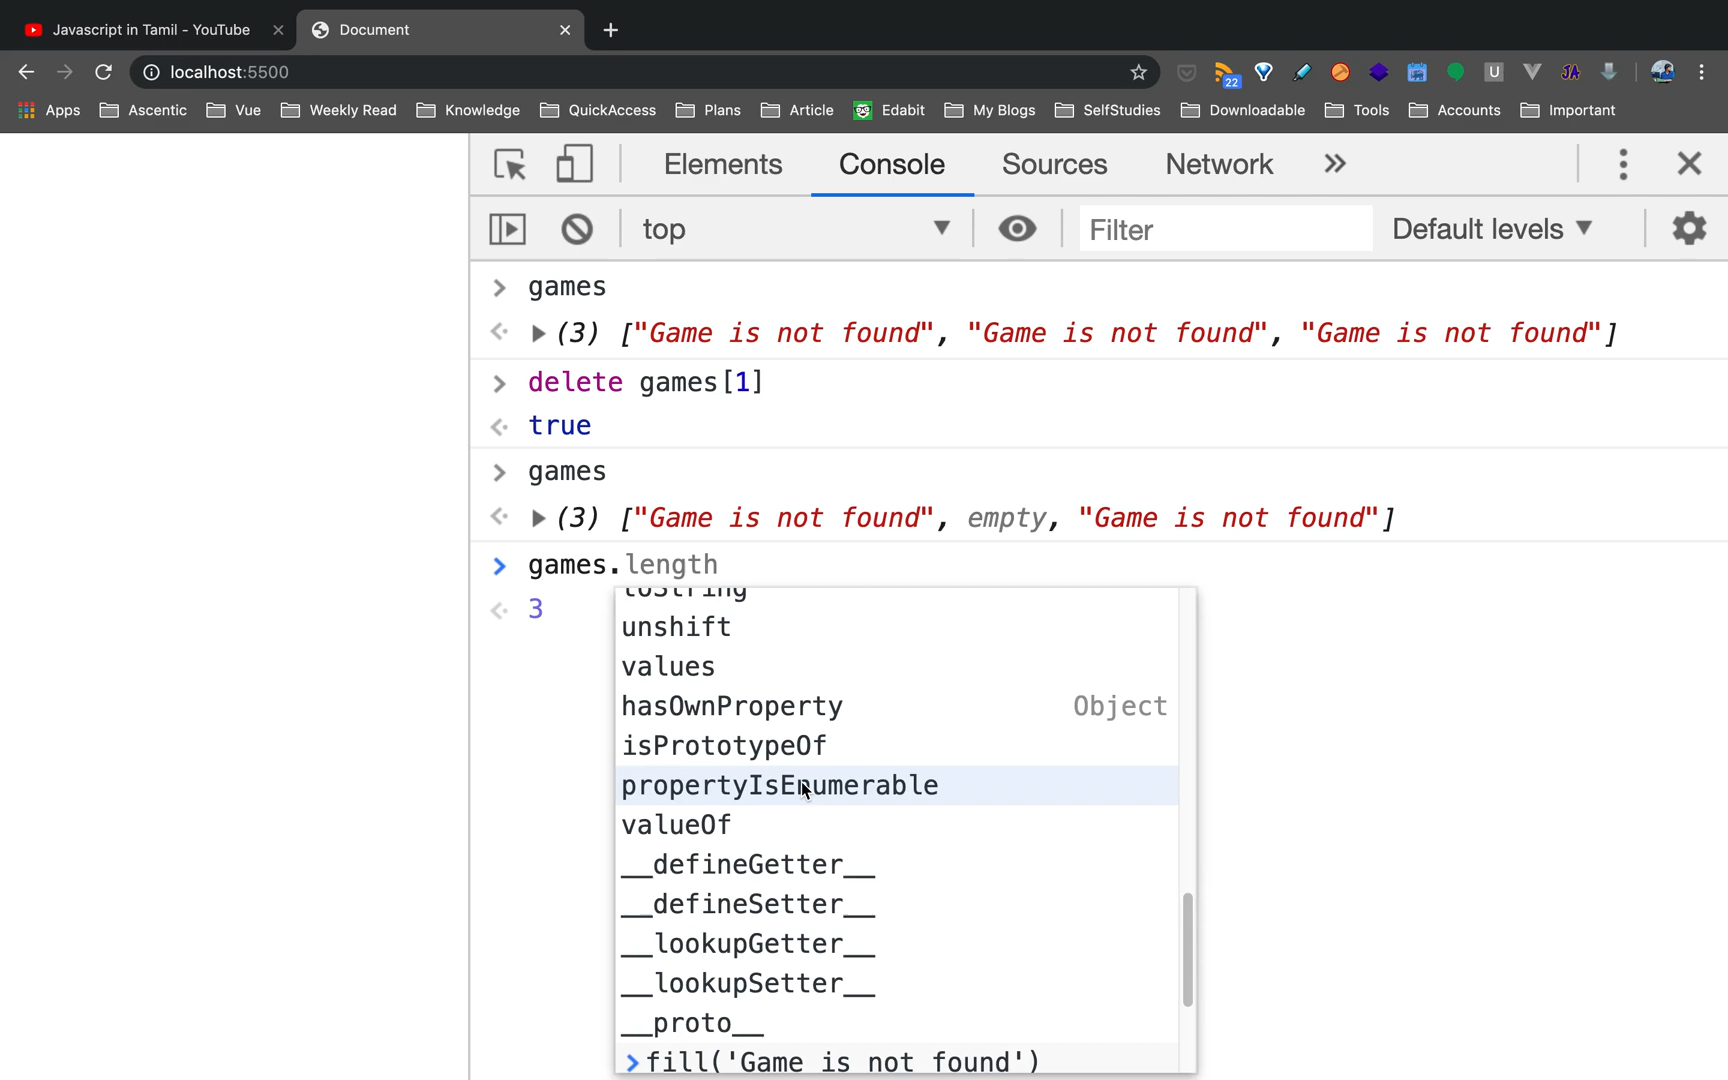 Javascript in Tamil - YouTube
Document
localhost:5500
22
U
JA
Apps
Ascentic
Vue
Weekly Read
Knowledge
QuickAccess
Plans
Article
Edabit
My Blogs
SelfStudies
Downloadable
Tools
Accounts
Important
Elements
Console
Sources
Network
top
Filter
Default levels
games
(3) ["Game is not found", "Game is not found", "Game is not found"]
delete games[1]
true
games
(3) ["Game is not found", empty, "Game is not found"]
games.length
3
toString
unshift
values
hasOwnProperty Object
isPrototypeOf
propertyIsEnumerable
valueOf
__defineGetter__
__defineSetter__
__lookupGetter__
__lookupSetter__
__proto__
fill('Game is not found')